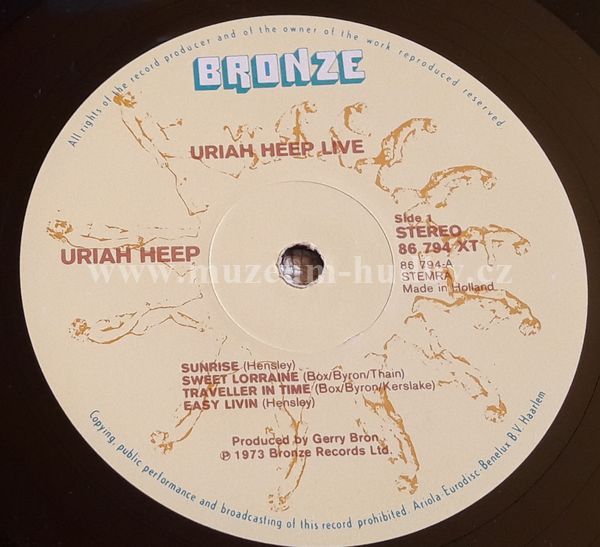 All rights of the record producer and of the owner of the work reproduced reserved
BRONZE
URIAH HEEP LIVE
URIAH HEEP
Side 1
STEREO
86 794 XT
86 794-A
STEMRA
Made in Holland
www.muzeum-hudby.cz
SUNRISE (Hensley)
SWEET LORRAINE (Box/Byron/Thain)
TRAVELLER IN TIME (Box/Byron/Kerslake)
EASY LIVIN (Hensley)
Produced by Gerry Bron
℗ 1973 Bronze Records Ltd.
Copying, public performance and broadcasting of this record prohibited. Ariola-Eurodisc-Benelux B.V. Haarlem